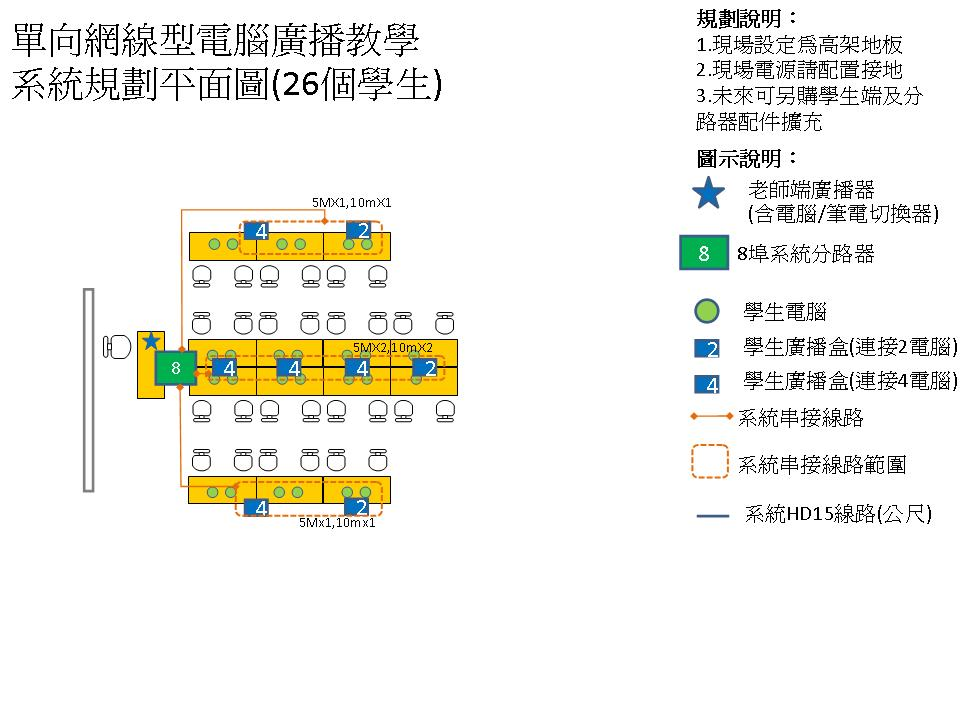 單向網線型電腦廣播教學
系統規劃平面圖(26個學生)
規劃說明：
1.現場設定為高架地板
2.現場電源請配置接地
3.未來可另購學生端及分
路器配件擴充
圖示說明：
老師端廣播器
(含電腦/筆電切換器)
8
8埠系統分路器
學生電腦
2
學生廣播盒(連接2電腦)
4
學生廣播盒(連接4電腦)
系統串接線路
系統串接線路範圍
系統HD15線路(公尺)
5MX1,10mX1
4
2
5MX2,10mX2
8
4
4
4
2
4
2
5Mx1,10mx1